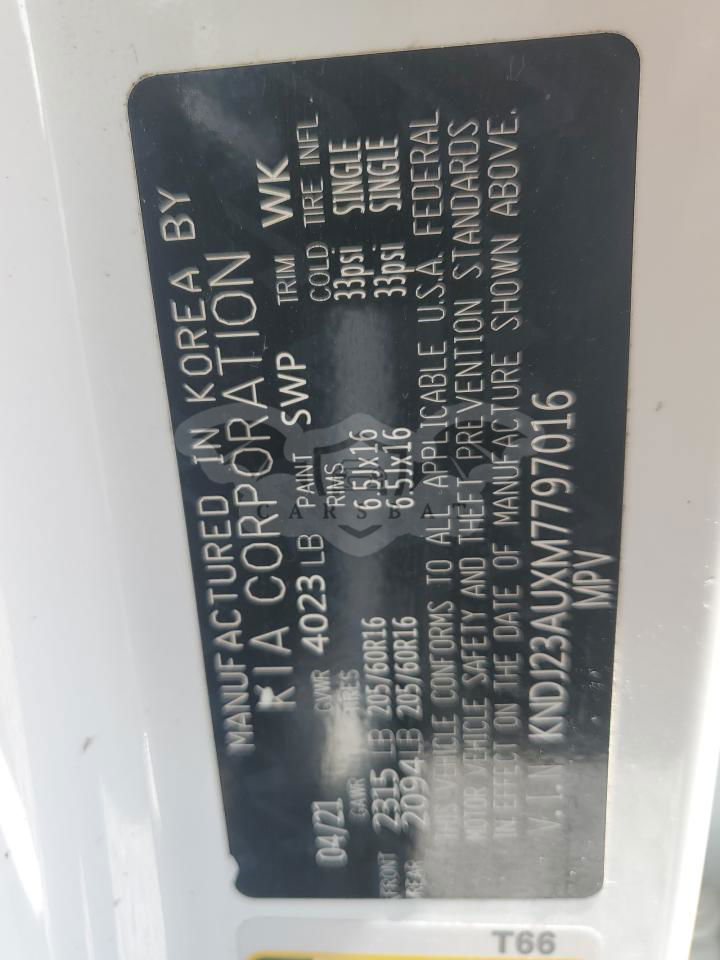 MANUFACTURED IN KOREA BY
KIA CORPORATION
04/21 GVWR 4023 LB PAINT SWP TRIM WK
GAWR TIRES RIMS COLD TIRE INFL
FRONT 2315 LB 205/60R16 6.5Jx16 33psi SINGLE
REAR 2094 LB 205/60R16 6.5Jx16 33psi SINGLE
THIS VEHICLE CONFORMS TO ALL APPLICABLE U.S.A. FEDERAL
MOTOR VEHICLE SAFETY AND THEFT PREVENTION STANDARDS
IN EFFECT ON THE DATE OF MANUFACTURE SHOWN ABOVE.
V.I.N KNDJ23AUXM7797016
MPV
T66
CARSBAT